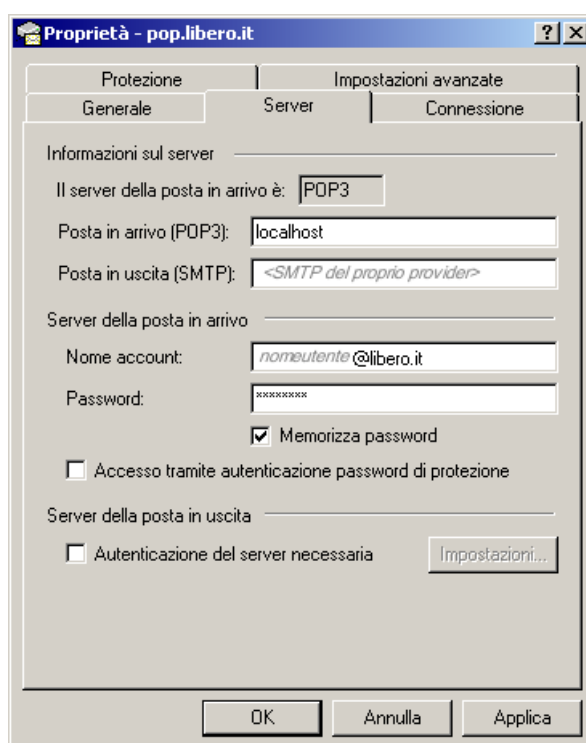 Proprietà - pop.libero.it
Protezione Impostazioni avanzate
Generale Server Connessione
Informazioni sul server
Il server della posta in arrivo è: POP3
Posta in arrivo (POP3): localhost
Posta in uscita (SMTP): <SMTP del proprio provider>
Server della posta in arrivo
Nome account: nomeutente @libero.it
Password: ********
Memorizza password
Accesso tramite autenticazione password di protezione
Server della posta in uscita
Autenticazione del server necessaria Impostazioni...
OK Annulla Applica